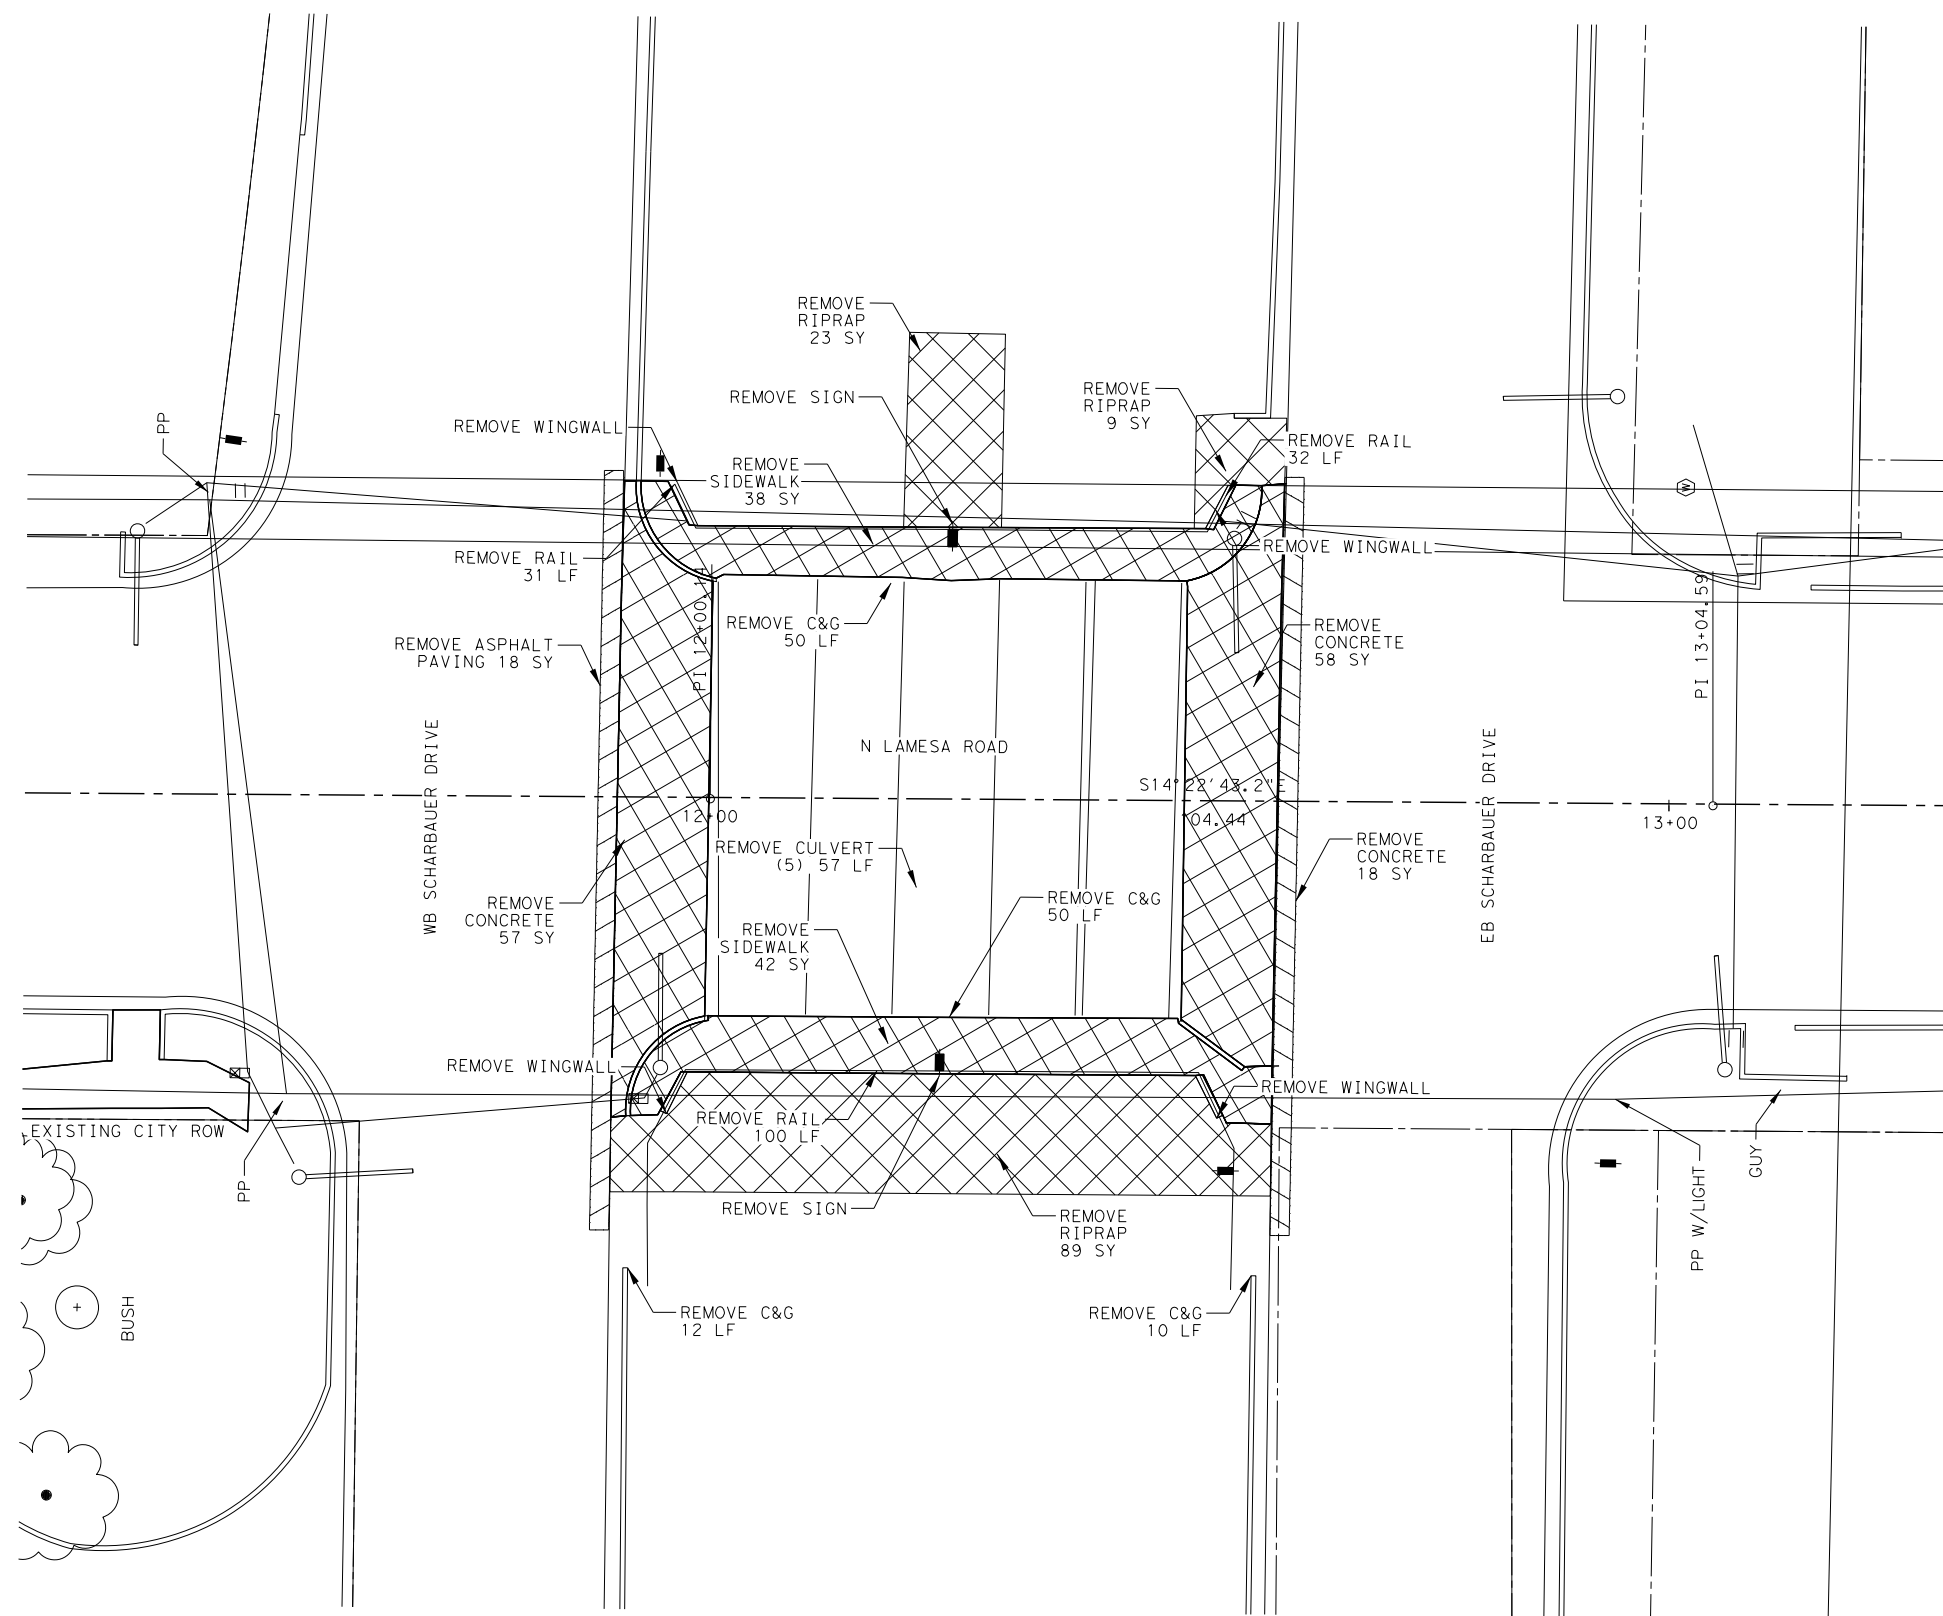 REMOVE
RIPRAP
23 SY
REMOVE SIGN
REMOVE
RIPRAP
9 SY
PP
REMOVE WINGWALL
REMOVE RAIL
32 LF
REMOVE
SIDEWALK
38 SY
W
REMOVE RAIL
31 LF
REMOVE WINGWALL
REMOVE C&G
50 LF
REMOVE ASPHALT
PAVING 18 SY
PI 12+00.14
REMOVE
CONCRETE
58 SY
PI 13+04.59
WB SCHARBAUER DRIVE
N LAMESA ROAD
S14°22'43.2"E
104.44
12+00
13+00
EB SCHARBAUER DRIVE
REMOVE CULVERT
(5) 57 LF
REMOVE
CONCRETE
18 SY
REMOVE
CONCRETE
57 SY
REMOVE C&G
50 LF
REMOVE
SIDEWALK
42 SY
REMOVE WINGWALL
REMOVE WINGWALL
REMOVE RAIL
100 LF
EXISTING CITY ROW
PP
GUY
PP W/LIGHT
REMOVE SIGN
REMOVE
RIPRAP
89 SY
BUSH
REMOVE C&G
12 LF
REMOVE C&G
10 LF